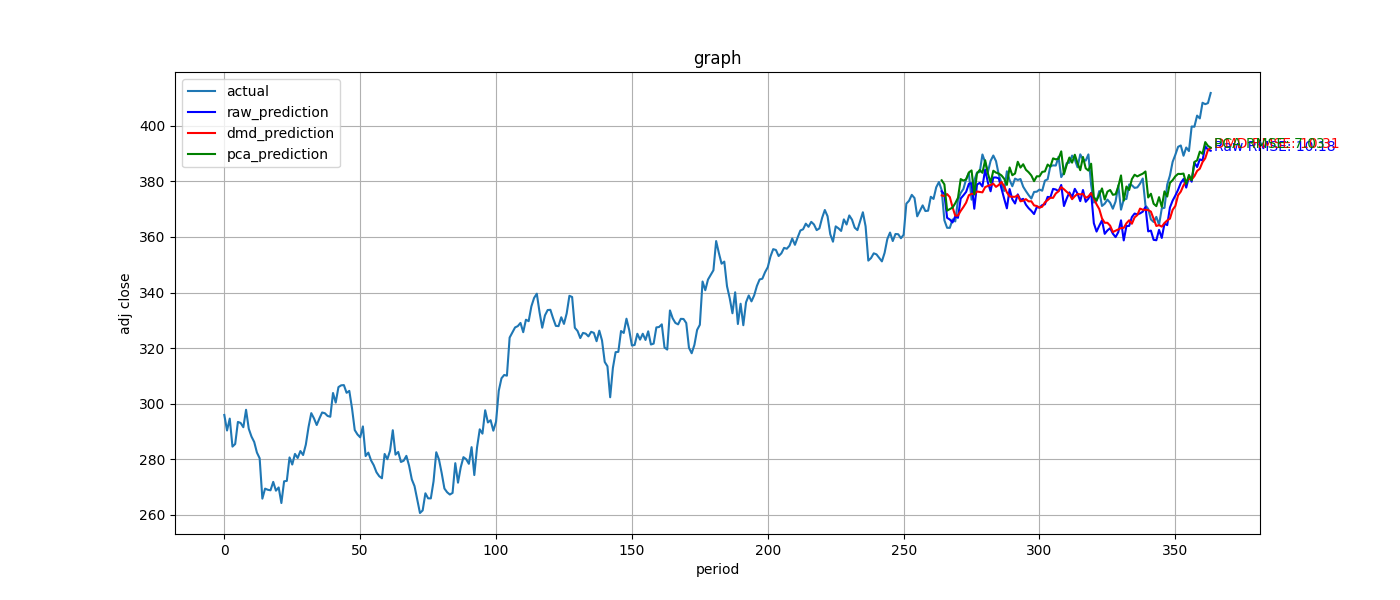 graph
actual
raw_prediction
dmd_prediction
pca_prediction
adj close
400
380
360
340
320
300
280
260
Raw RMSE: 10.18
0 50 100 150 200 250 300 350
period